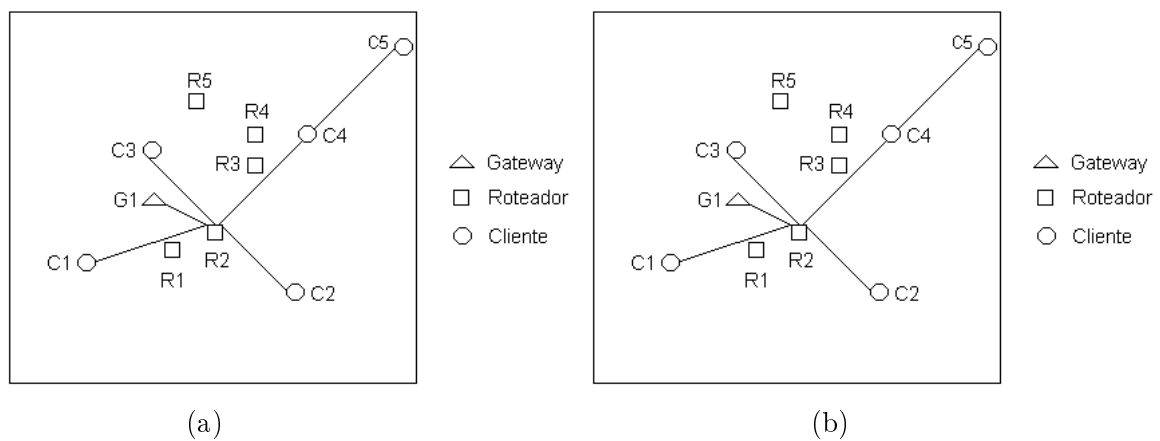 C5
R5
R4
C4
C3
R3
G1
C1
R1
R2
C2
Gateway
Roteador
Cliente
(a)
C5
R5
R4
C4
C3
R3
G1
C1
R1
R2
C2
Gateway
Roteador
Cliente
(b)